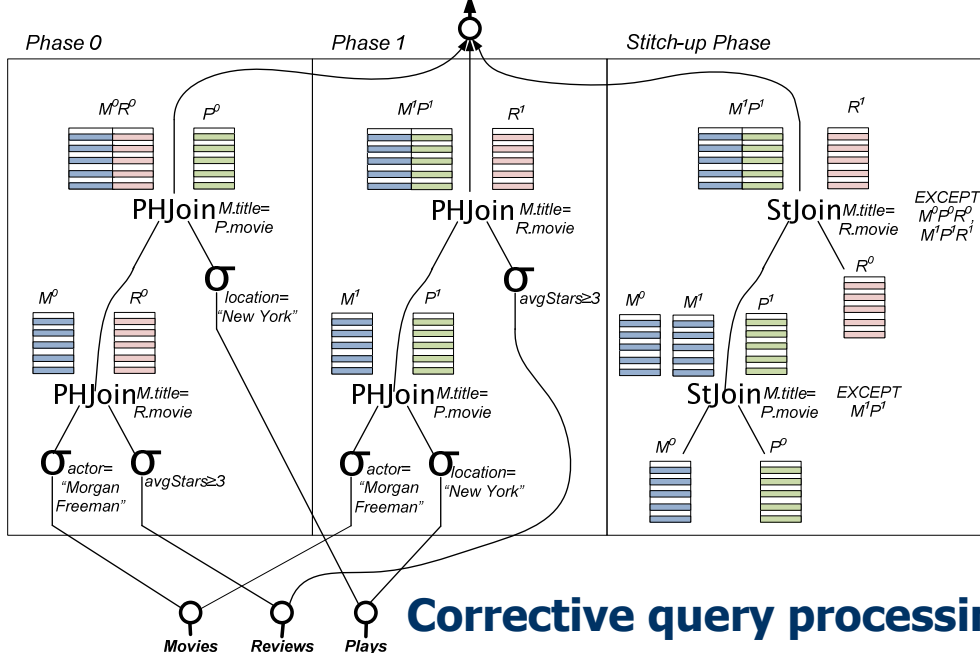 Phase 0
Phase 1
Stitch-up Phase
M⁰R⁰
P⁰
M¹P¹
R¹
M¹P¹
R¹
PHJoin M.title=
P.movie
PHJoin M.title=
R.movie
StJoin M.title=
R.movie
EXCEPT
M⁰P⁰R⁰,
M¹P¹R¹
σ location=
"New York"
σ avgStars≥3
R⁰
M⁰
R⁰
M¹
P¹
M⁰
M¹
P¹
PHJoin M.title=
R.movie
PHJoin M.title=
P.movie
StJoin M.title=
P.movie
EXCEPT
M¹P¹
σ actor=
"Morgan
Freeman"
σ avgStars≥3
σ actor=
"Morgan
Freeman"
σ location=
"New York"
M⁰
P⁰
Movies
Reviews
Plays
Corrective query processin